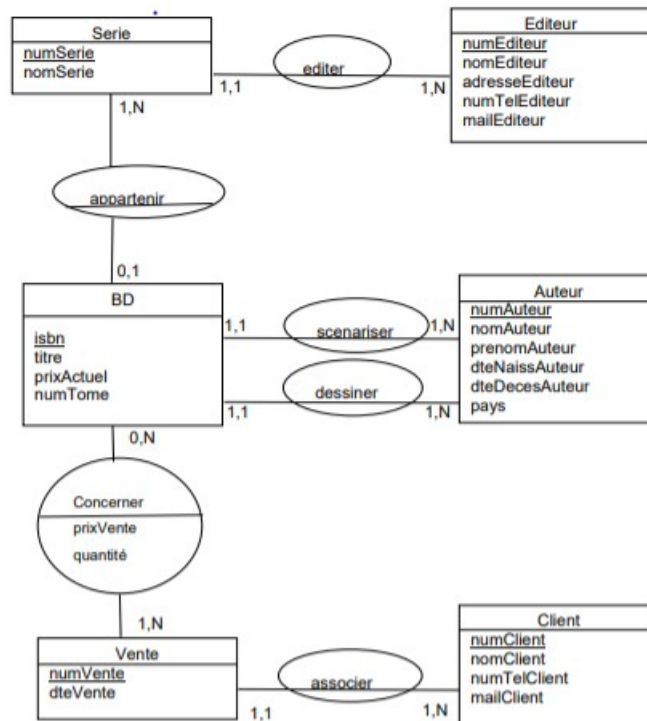 Serie
numSerie
nomSerie
1,1
editer
1,N
Editeur
numEditeur
nomEditeur
adresseEditeur
numTelEditeur
mailEditeur
1,N
appartenir
0,1
BD
isbn
titre
prixActuel
numTome
1,1
scenariser
1,N
1,1
dessiner
1,N
Auteur
numAuteur
nomAuteur
prenomAuteur
dteNaissAuteur
dteDecesAuteur
pays
0,N
Concerner
prixVente
quantité
1,N
Vente
numVente
dteVente
1,1
associer
1,N
Client
numClient
nomClient
numTelClient
mailClient